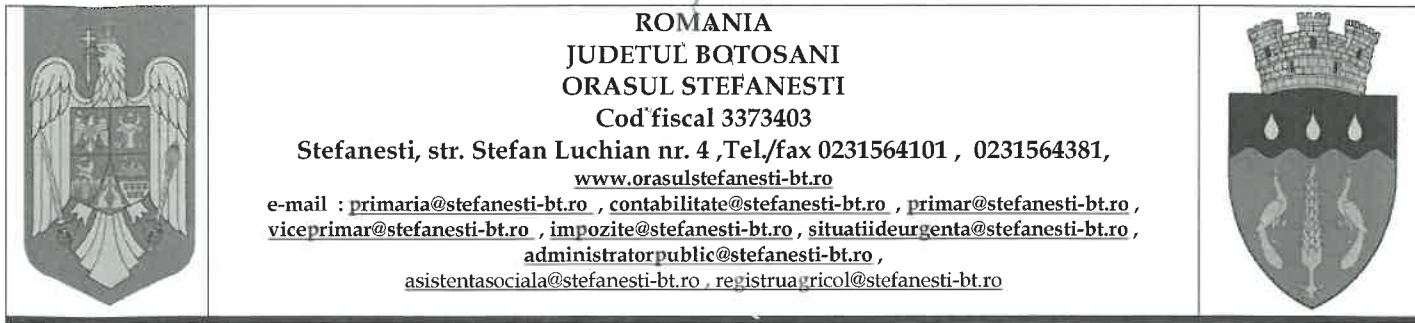 ROMANIA
JUDETUL BOTOSANI
ORASUL STEFANESTI
Cod fiscal 3373403
Stefanesti, str. Stefan Luchian nr. 4 ,Tel./fax 0231564101 , 0231564381,
www.orasulstefanesti-bt.ro
e-mail : primaria@stefanesti-bt.ro , contabilitate@stefanesti-bt.ro , primar@stefanesti-bt.ro ,
viceprimar@stefanesti-bt.ro , impozite@stefanesti-bt.ro , situatiideurgenta@stefanesti-bt.ro ,
administratorpublic@stefanesti-bt.ro ,
asistentasociala@stefanesti-bt.ro , registruagricol@stefanesti-bt.ro